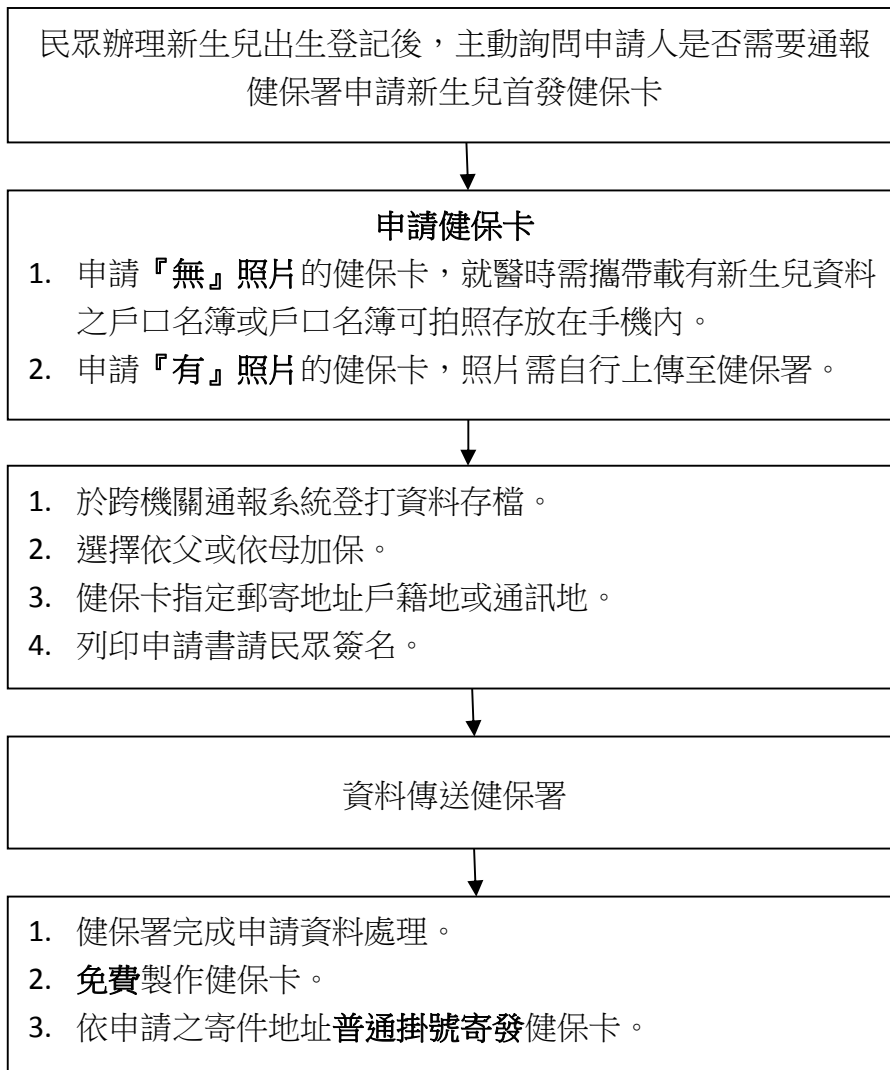 民眾辦理新生兒出生登記後，主動詢問申請人是否需要通報
健保署申請新生兒首發健保卡
申請健保卡
1. 申請『無』照片的健保卡，就醫時需攜帶載有新生兒資料
之戶口名簿或戶口名簿可拍照存放在手機內。
2. 申請『有』照片的健保卡，照片需自行上傳至健保署。
1. 於跨機關通報系統登打資料存檔。
2. 選擇依父或依母加保。
3. 健保卡指定郵寄地址戶籍地或通訊地。
4. 列印申請書請民眾簽名。
資料傳送健保署
1. 健保署完成申請資料處理。
2. 免費製作健保卡。
3. 依申請之寄件地址普通掛號寄發健保卡。